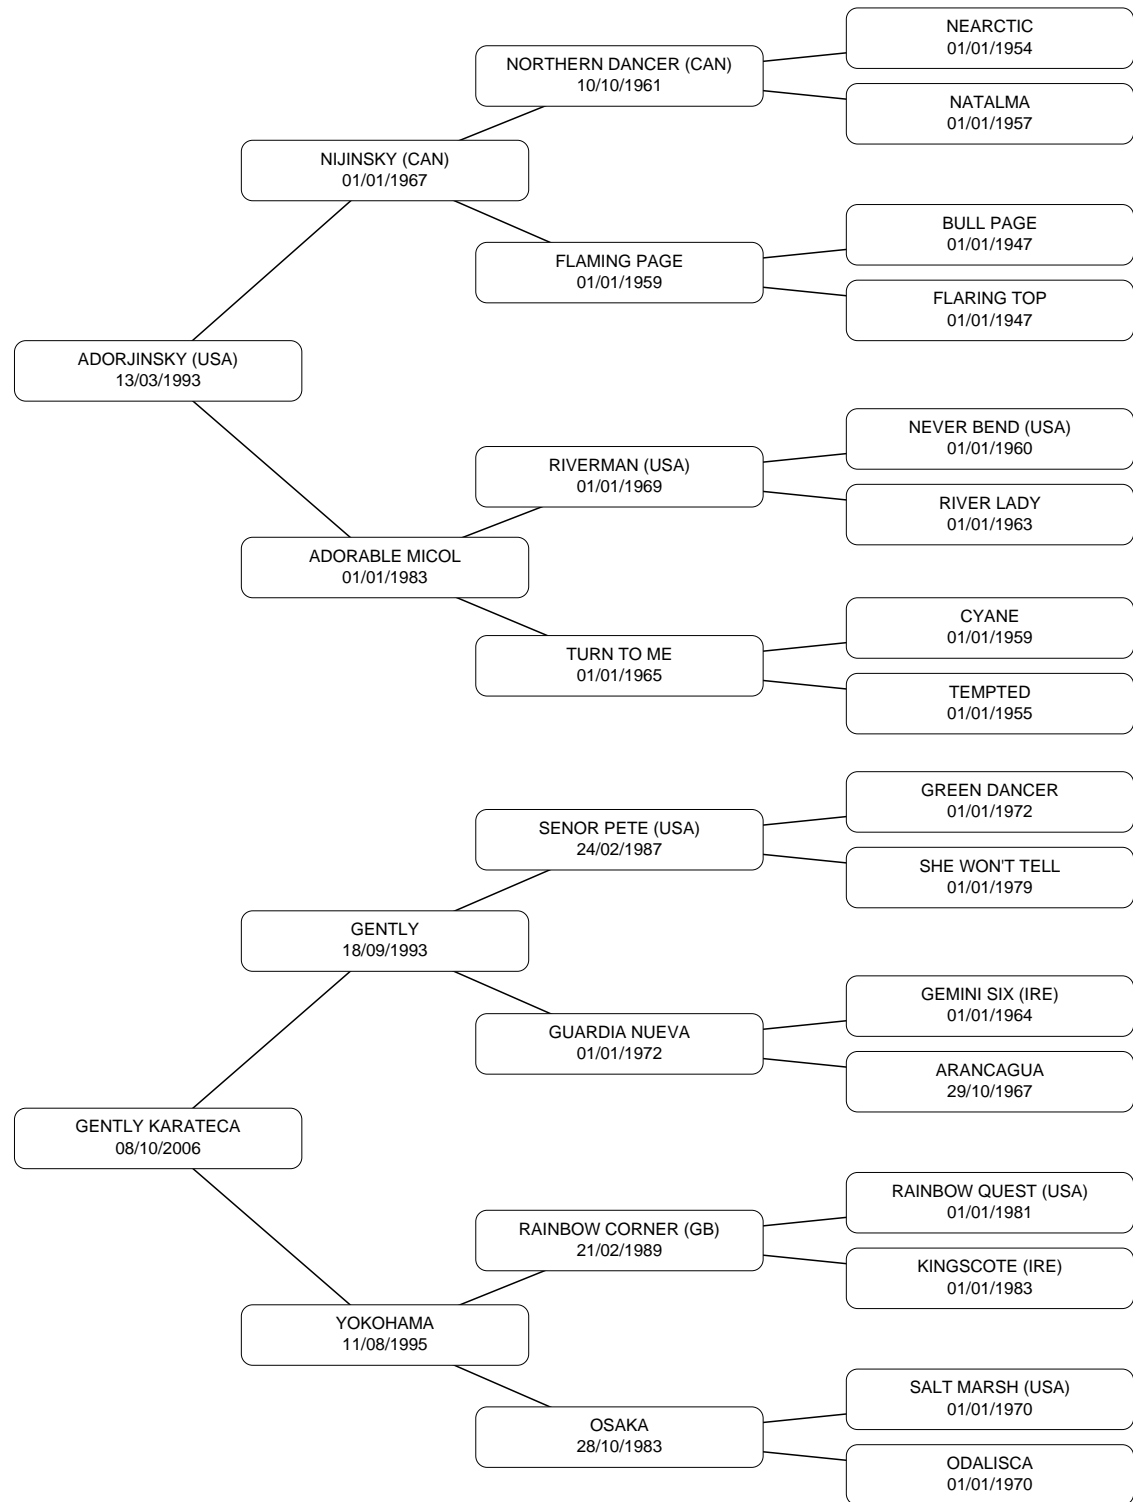 NEARCTIC
01/01/1954
NORTHERN DANCER (CAN)
10/10/1961
NATALMA
01/01/1957
NIJINSKY (CAN)
01/01/1967
BULL PAGE
01/01/1947
FLAMING PAGE
01/01/1959
FLARING TOP
01/01/1947
ADORJINSKY (USA)
13/03/1993
NEVER BEND (USA)
01/01/1960
RIVERMAN (USA)
01/01/1969
RIVER LADY
01/01/1963
ADORABLE MICOL
01/01/1983
CYANE
01/01/1959
TURN TO ME
01/01/1965
TEMPTED
01/01/1955
GREEN DANCER
01/01/1972
SENOR PETE (USA)
24/02/1987
SHE WON'T TELL
01/01/1979
GENTLY
18/09/1993
GEMINI SIX (IRE)
01/01/1964
GUARDIA NUEVA
01/01/1972
ARANCAGUA
29/10/1967
GENTLY KARATECA
08/10/2006
RAINBOW QUEST (USA)
01/01/1981
RAINBOW CORNER (GB)
21/02/1989
KINGSCOTE (IRE)
01/01/1983
YOKOHAMA
11/08/1995
SALT MARSH (USA)
01/01/1970
OSAKA
28/10/1983
ODALISCA
01/01/1970